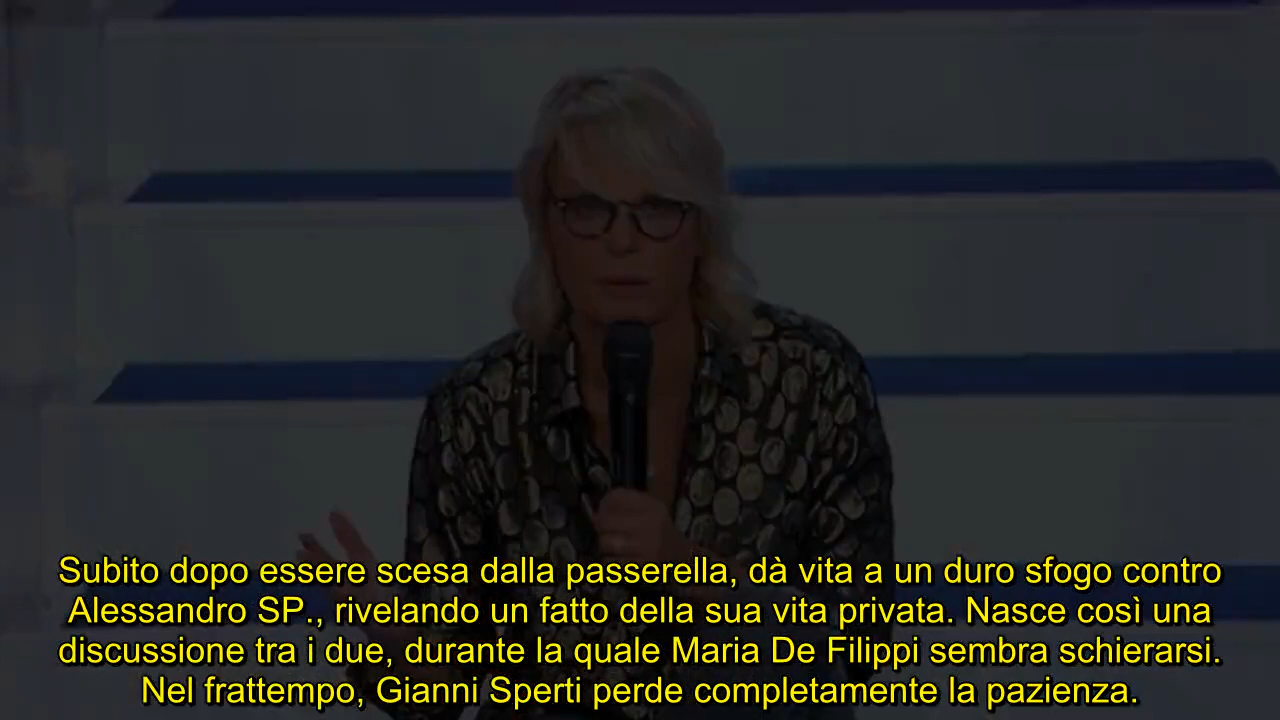 Subito dopo essere scesa dalla passerella, dà vita a un duro sfogo contro
Alessandro SP., rivelando un fatto della sua vita privata. Nasce così una
discussione tra i due, durante la quale Maria De Filippi sembra schierarsi.
Nel frattempo, Gianni Sperti perde completamente la pazienza.